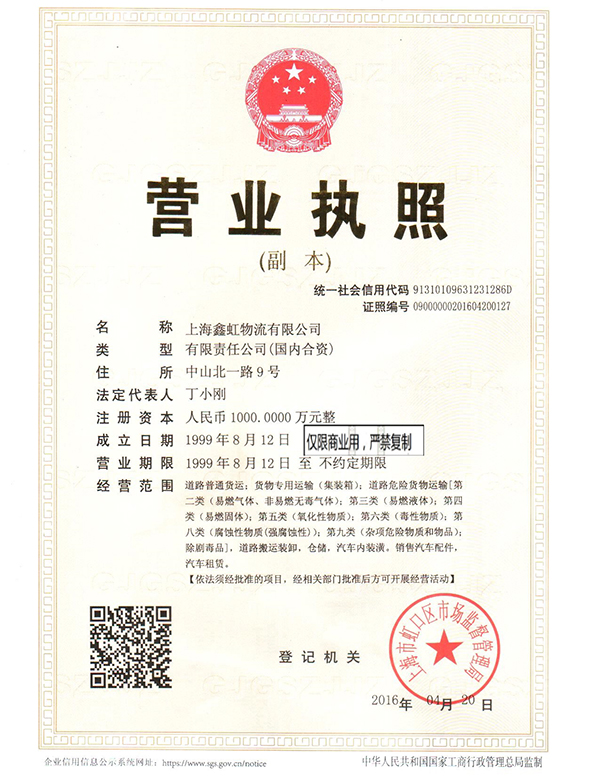 营业执照
(副 本)
统一社会信用代码 91310109631231286D
证照编号 09000000201604200127
名 称 上海鑫虹物流有限公司
类 型 有限责任公司(国内合资)
住 所 中山北一路9号
法定代表人 丁小刚
注册资本 人民币1000.0000万元整
成立日期 1999年8月12日
仅限商业用，严禁复制
营业期限 1999年8月12日 至 不约定期限
经营范围 道路普通货运；货物专用运输（集装箱）；道路危险货物运输[第
二类（易燃气体、非易燃无毒气体）；第三类（易燃液体）；第四
类（易燃固体）；第五类（氧化性物质）；第六类（毒性物质）；第
八类（腐蚀性物质(强腐蚀性)）；第九类（杂项危险物质和物品）；
除剧毒品]，道路搬运装卸，仓储，汽车内装潢。销售汽车配件，
汽车租赁。
【依法须经批准的项目，经相关部门批准后方可开展经营活动】
登记机关
上海市虹口区市场监督管理局
2016年 04月 20日
企业信用信息公示系统网址：https://www.sgs.gov.cn/notice
中华人民共和国国家工商行政管理总局监制